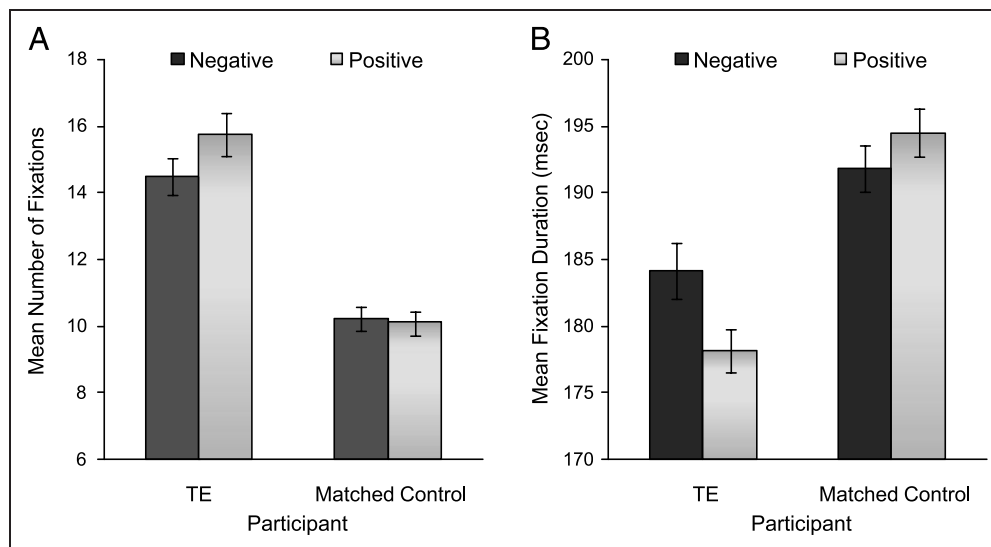 A
Mean Number of Fixations
18
16
14
12
10
8
6
Negative Positive
TE Matched Control
Participant
B
Mean Fixation Duration (msec)
200
195
190
185
180
175
170
Negative Positive
TE Matched Control
Participant